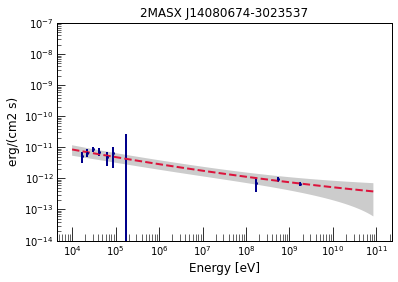 2MASX J14080674-3023537
erg/(cm2 s)
10⁻⁷
10⁻⁸
10⁻⁹
10⁻¹⁰
10⁻¹¹
10⁻¹²
10⁻¹³
10⁻¹⁴
10⁴ 10⁵ 10⁶ 10⁷ 10⁸ 10⁹ 10¹⁰ 10¹¹
Energy [eV]